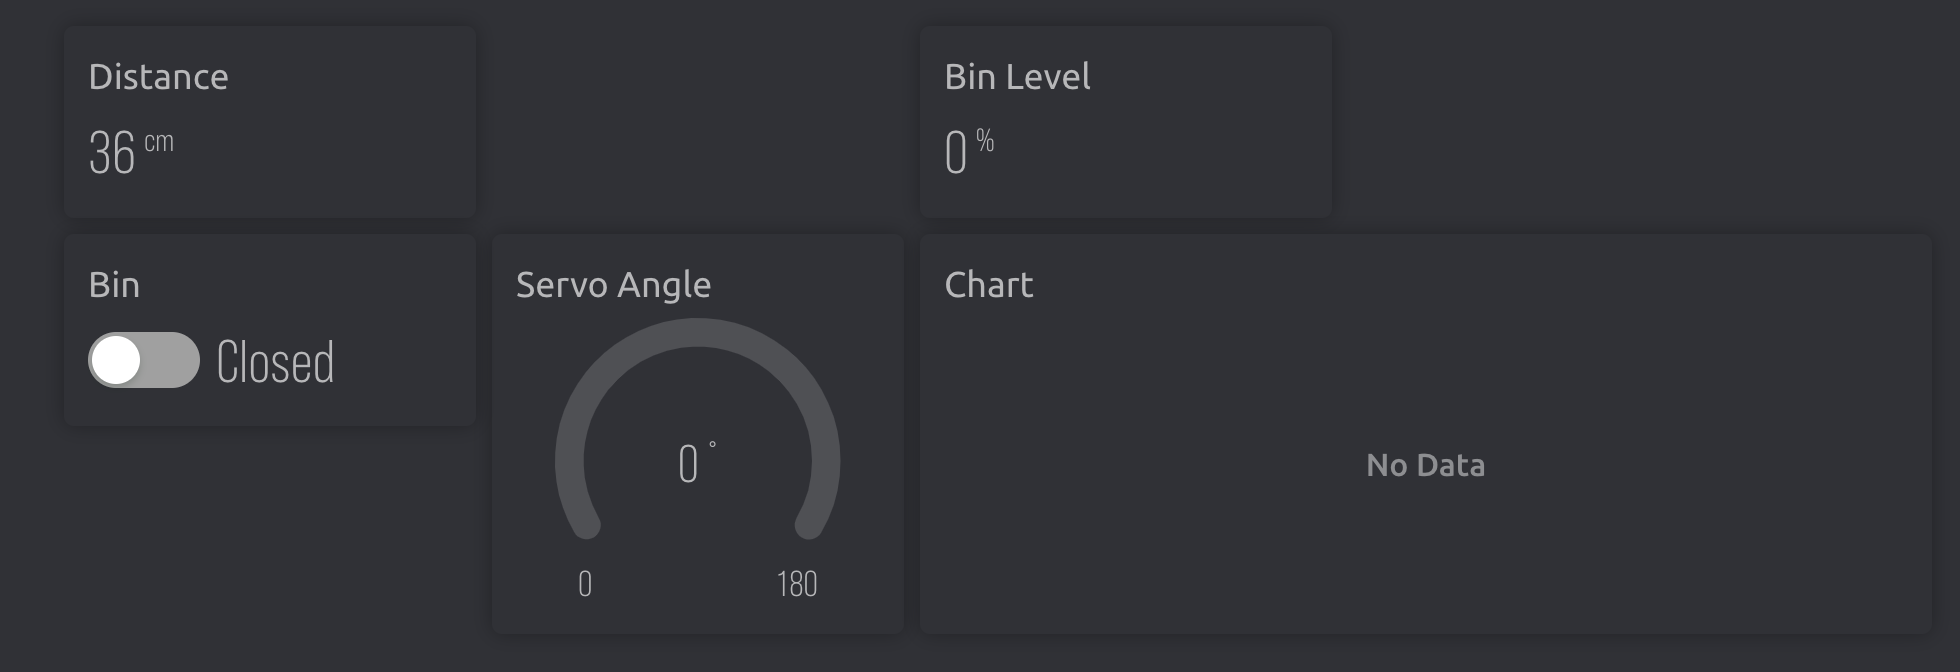 Distance
36 cm
Bin Level
0 %
Bin
Closed
Servo Angle
0 °
0
180
Chart
No Data